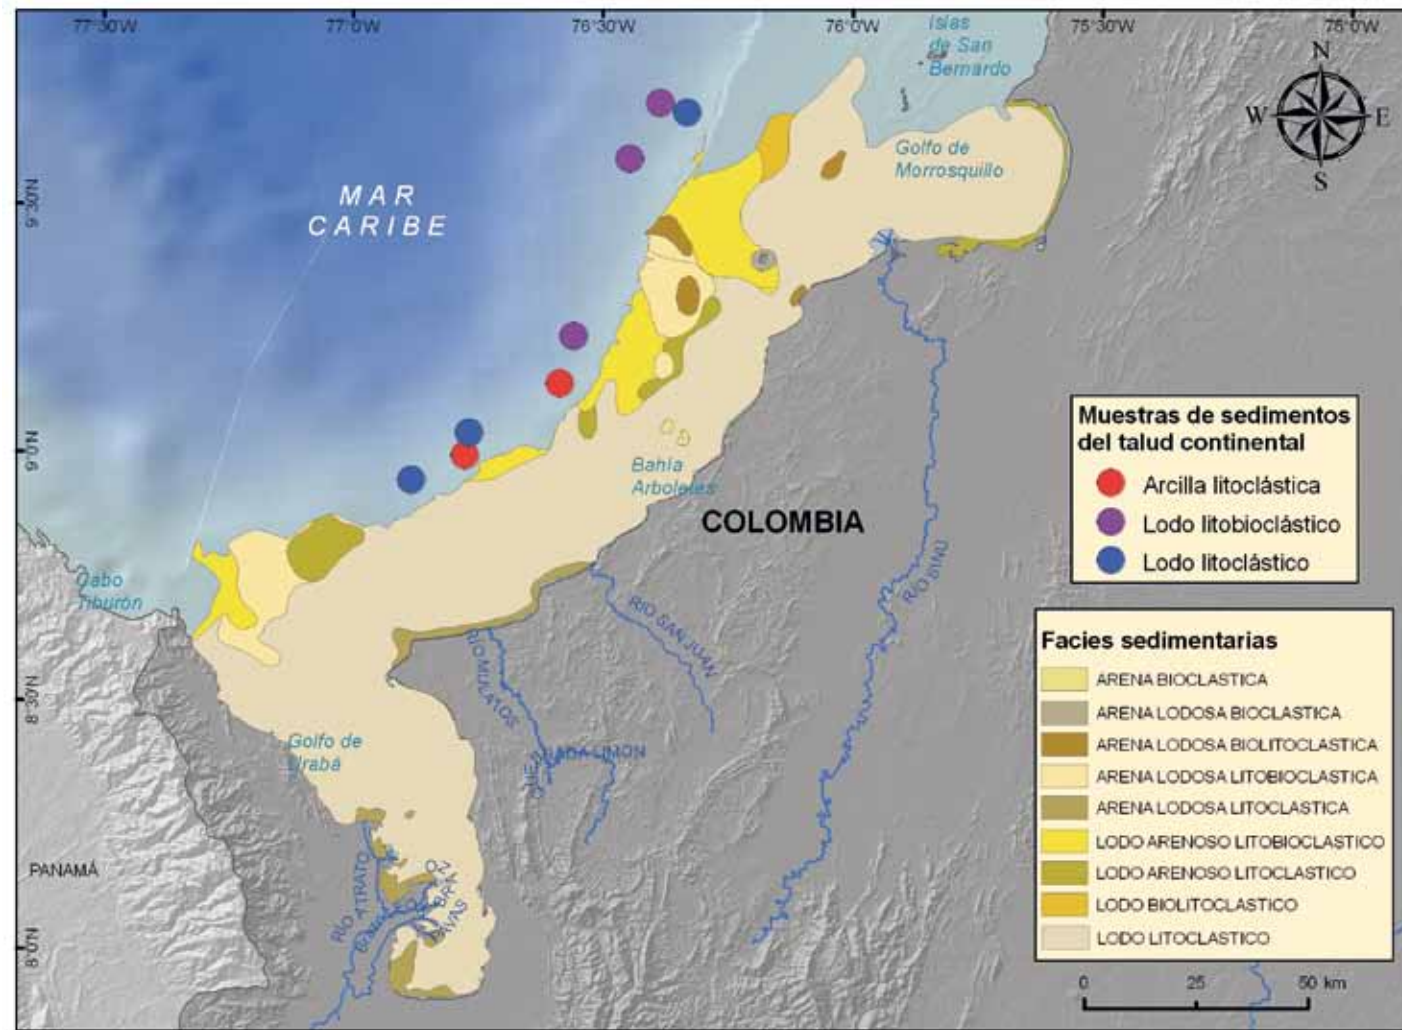 77°30'W
77°0'W
76°30'W
76°0'W
75°30'W
75°0'W
Islas
de San
Bernardo
N
W
E
S
Golfo de
Morrosquillo
MAR
CARIBE
9°30'N
9°0'N
8°30'N
8°0'N
Bahía
Arboletes
COLOMBIA
Cabo
Tiburón
RÍO SINÚ
RÍO SAN JUAN
RÍO MULATOS
Golfo de
Urabá
PANAMÁ
RÍO ATRATO
Muestras de sedimentos
del talud continental
Arcilla litoclástica
Lodo litobioclástico
Lodo litoclástico
Facies sedimentarias
ARENA BIOCLASTICA
ARENA LODOSA BIOCLASTICA
ARENA LODOSA BIOLITOCLASTICA
ARENA LODOSA LITOBIOCLASTICA
ARENA LODOSA LITOCLASTICA
LODO ARENOSO LITOBIOCLASTICO
LODO ARENOSO LITOCLASTICO
LODO BIOLITOCLASTICO
LODO LITOCLASTICO
0 25 50 km